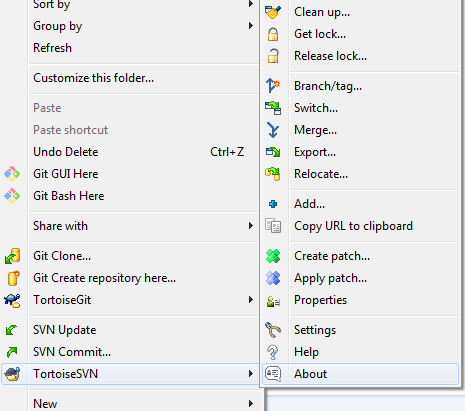 Sort by
Group by
Refresh
Customize this folder...
Paste
Paste shortcut
Undo Delete Ctrl+Z
Git GUI Here
Git Bash Here
Share with
Git Clone...
Git Create repository here...
TortoiseGit
SVN Update
SVN Commit...
TortoiseSVN
New
Clean up...
Get lock...
Release lock...
Branch/tag...
Switch...
Merge...
Export...
Relocate...
Add...
Copy URL to clipboard
Create patch...
Apply patch...
Properties
Settings
Help
About